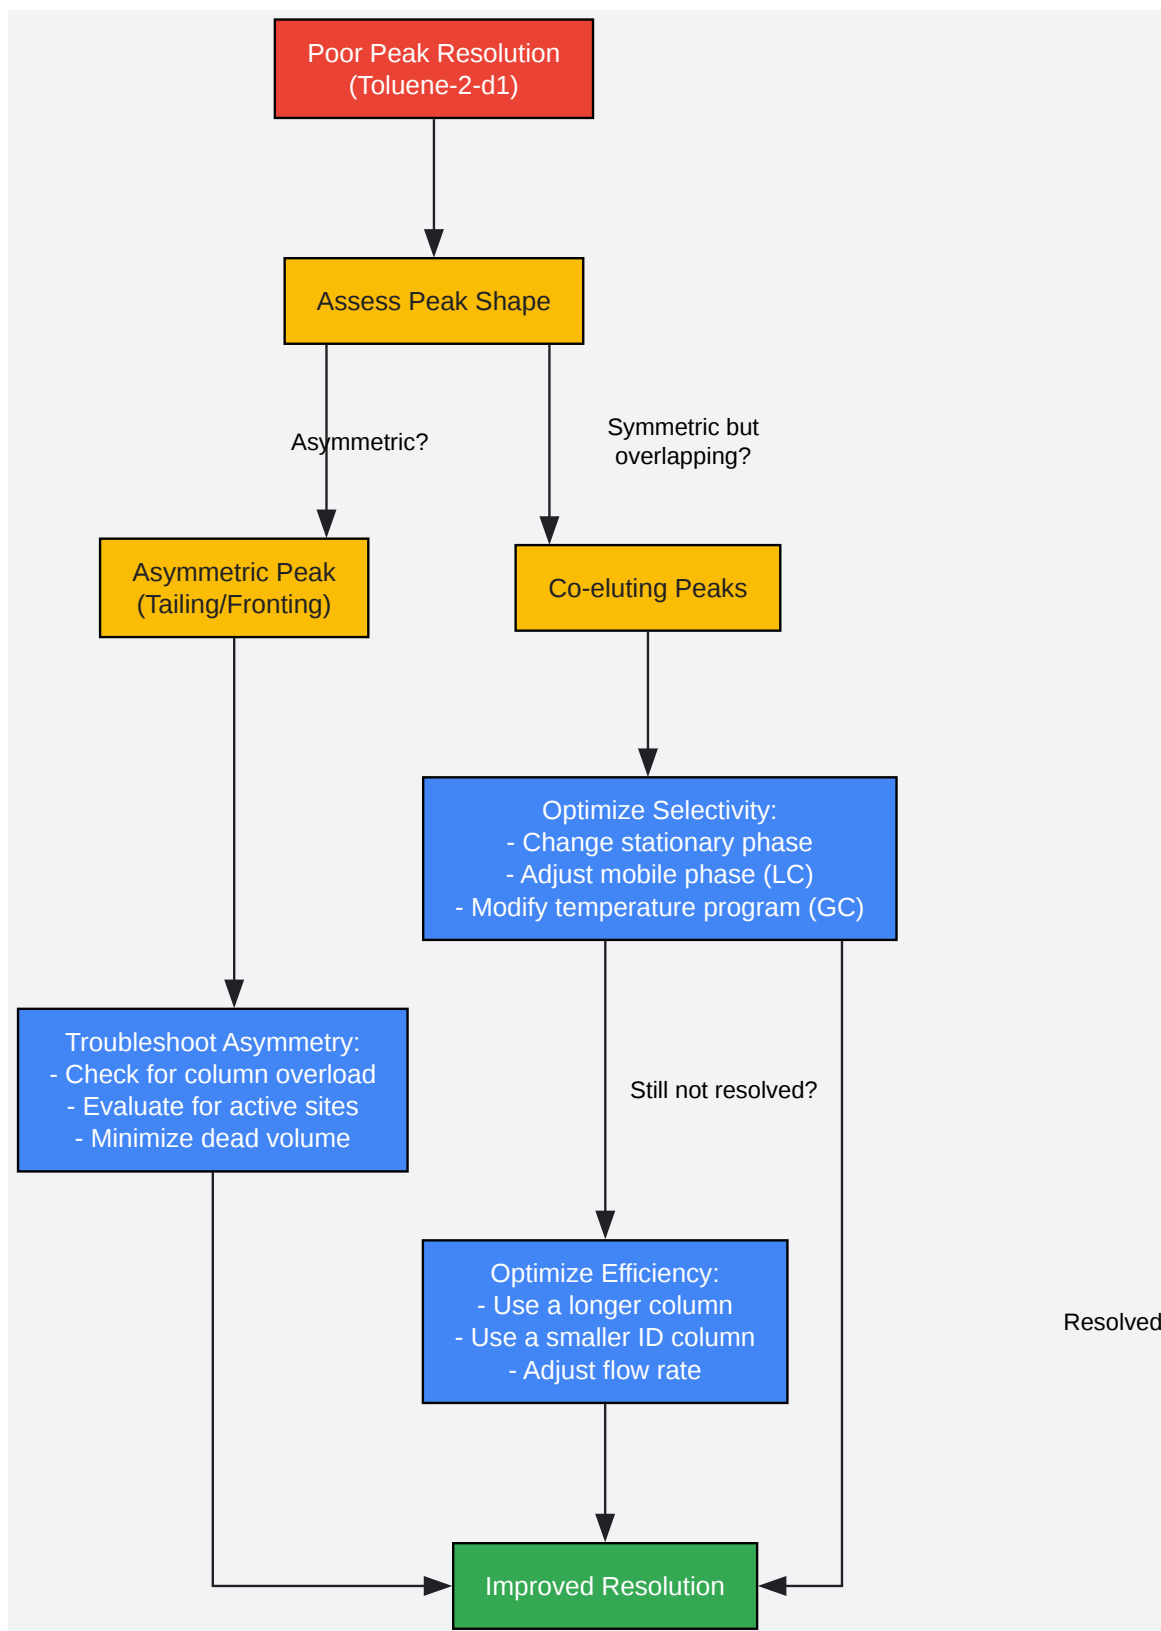 Poor Peak Resolution
(Toluene-2-d1)
Assess Peak Shape
Asymmetric?
Symmetric but
overlapping?
Asymmetric Peak
(Tailing/Fronting)
Co-eluting Peaks
Optimize Selectivity:
- Change stationary phase
- Adjust mobile phase (LC)
- Modify temperature program (GC)
Troubleshoot Asymmetry:
- Check for column overload
- Evaluate for active sites
- Minimize dead volume
Still not resolved?
Optimize Efficiency:
- Use a longer column
- Use a smaller ID column
- Adjust flow rate
Resolved
Improved Resolution